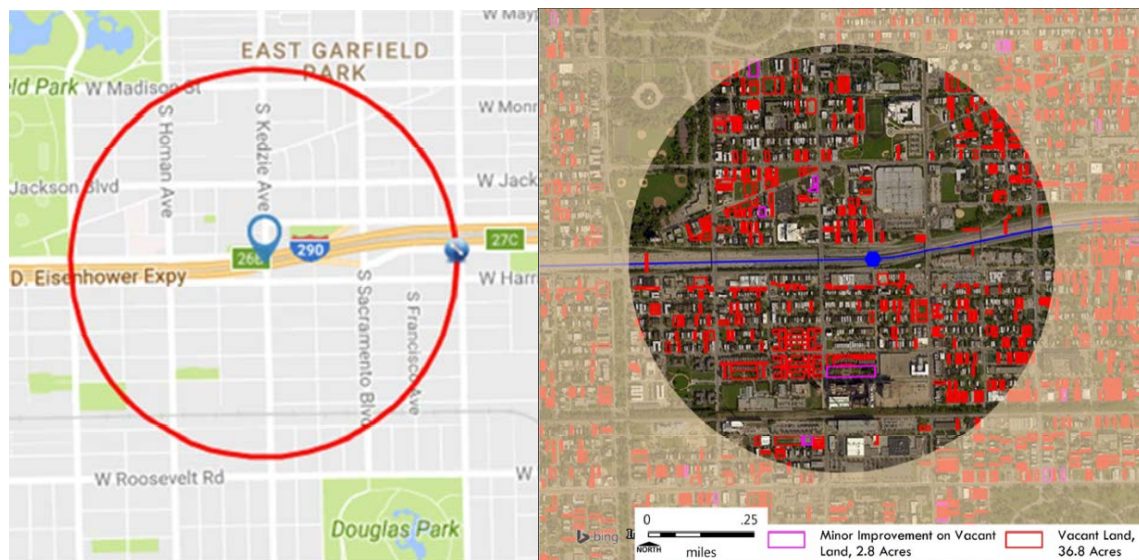 W Mayp
EAST GARFIELD
PARK
eld Park
W Madison St
W Monr
S Homan Ave
S Kedzie Ave
Jackson Blvd
W Jack
26B
290
27C
D. Eisenhower Expy
W Harr
S Sacramento Blvd
S Francisco Ave
W Roosevelt Rd
W
Douglas Park
0 .25
NORTH miles
bing
Minor Improvement on Vacant
Land, 2.8 Acres
Vacant Land,
36.8 Acres